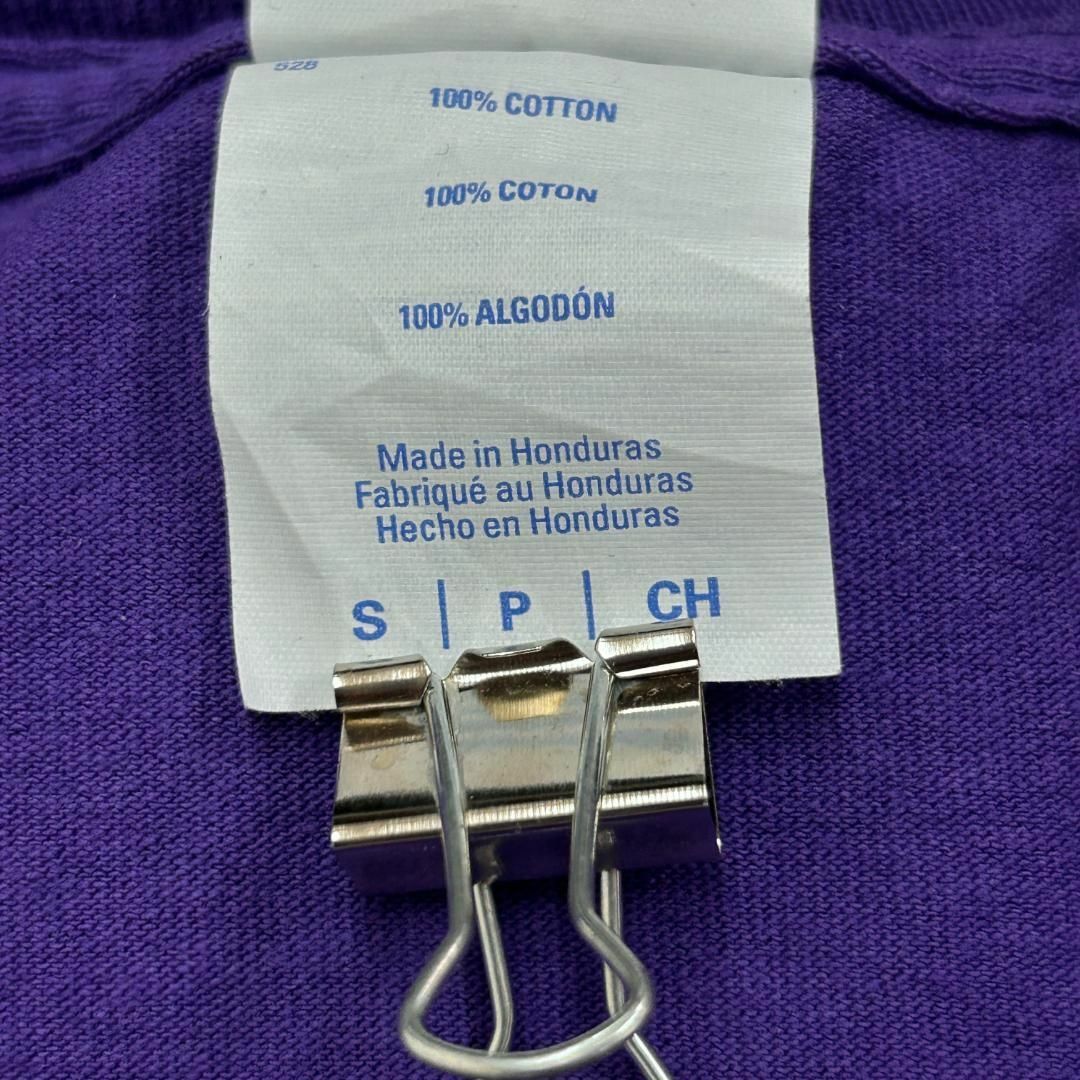 528
100% COTTON
100% COTON
100% ALGODÓN
Made in Honduras
Fabriqué au Honduras
Hecho en Honduras
S | P | CH